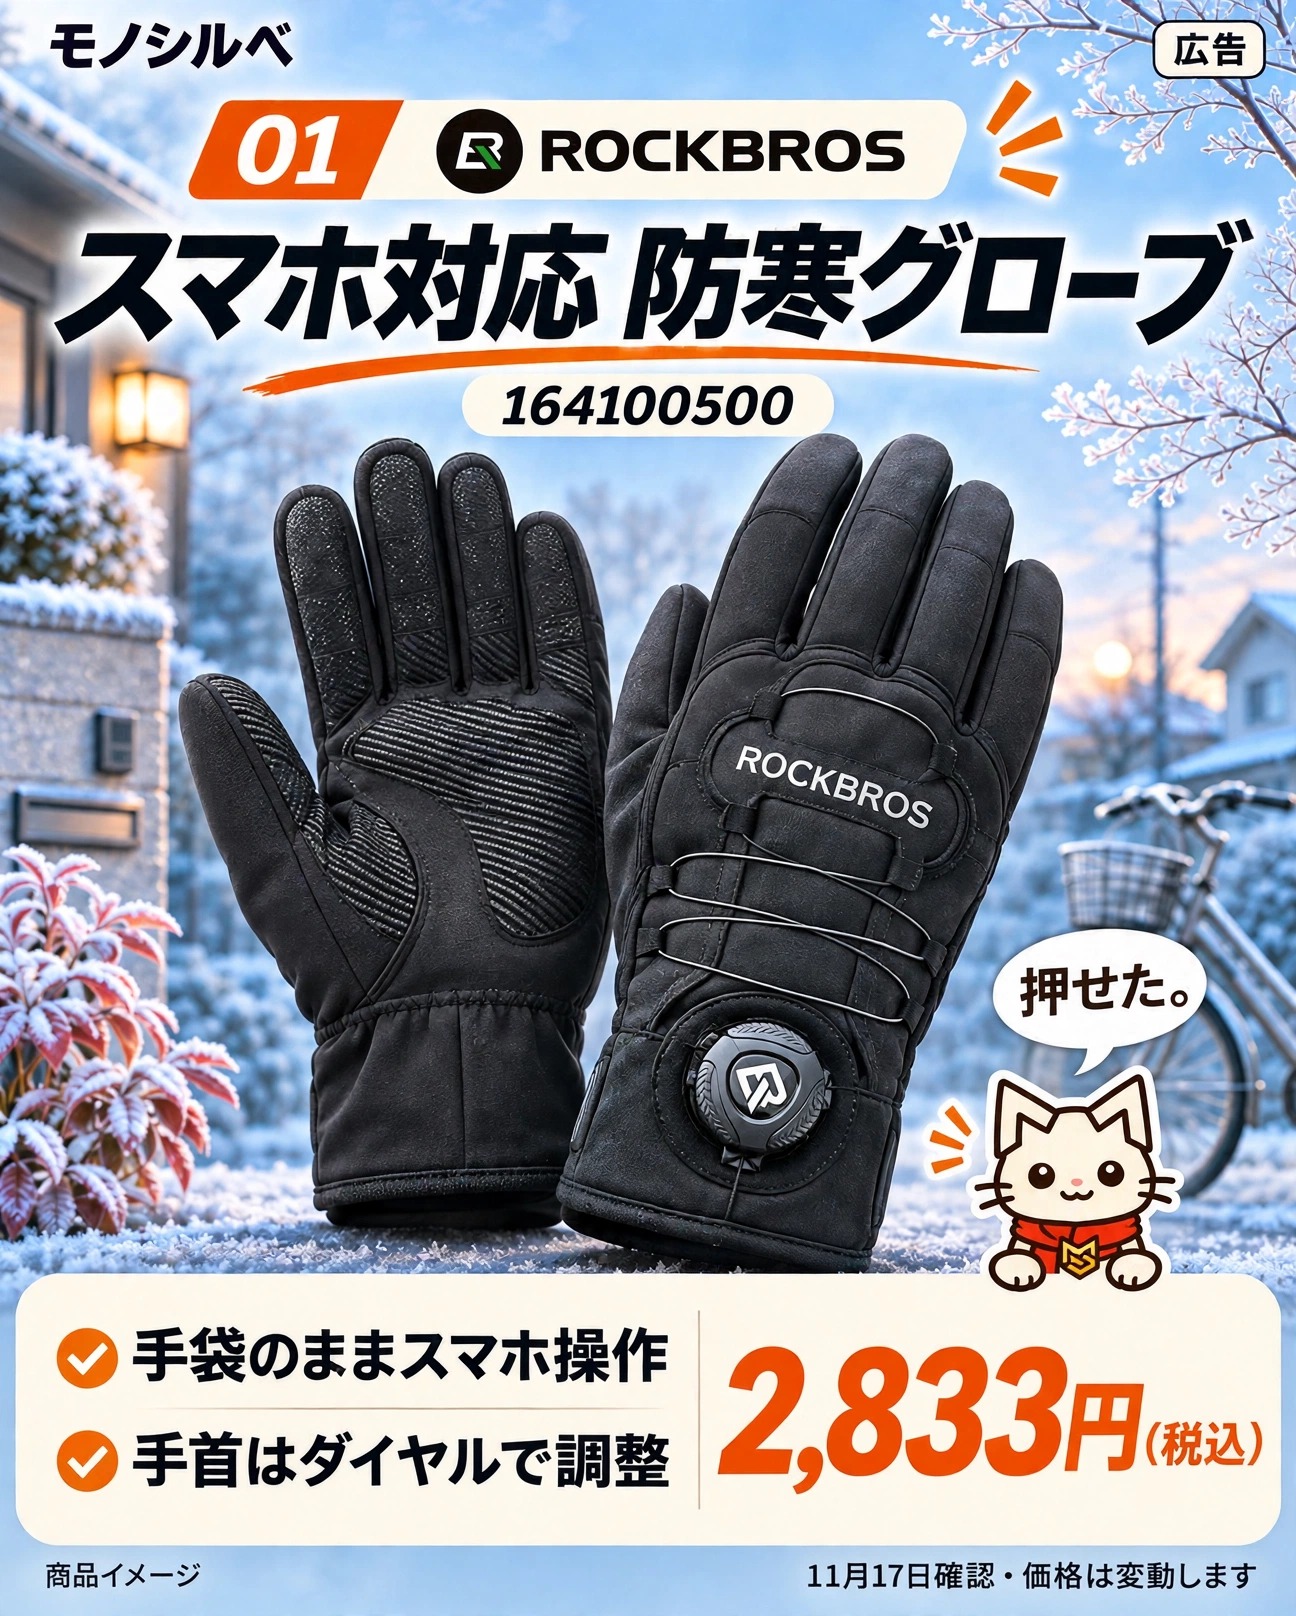 モノシルベ
広告
01 ROCKBROS
スマホ対応 防寒グローブ
164100500
ROCKBROS
押せた。
手袋のままスマホ操作
手首はダイヤルで調整
2,833円(税込)
商品イメージ
11月17日確認・価格は変動します